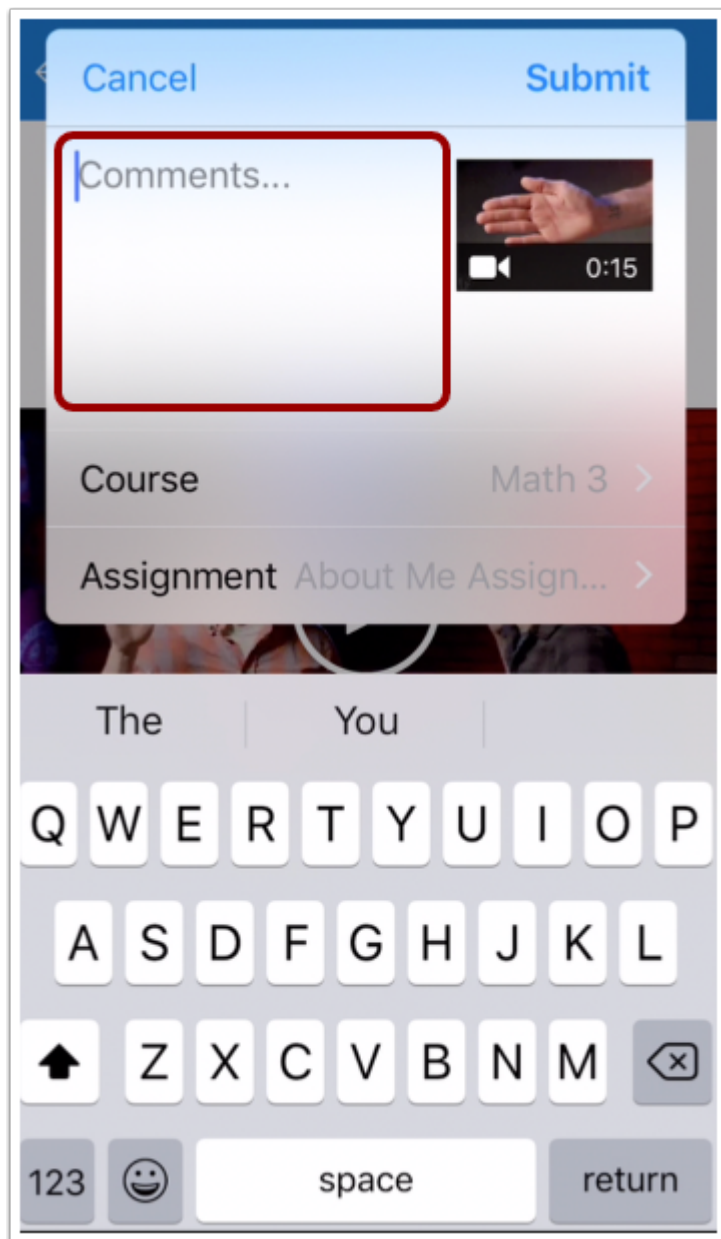 Cancel Submit
Comments...
0:15
Course Math 3
Assignment About Me Assign...
The You
Q W E R T Y U I O P
A S D F G H J K L
Z X C V B N M
123 space return